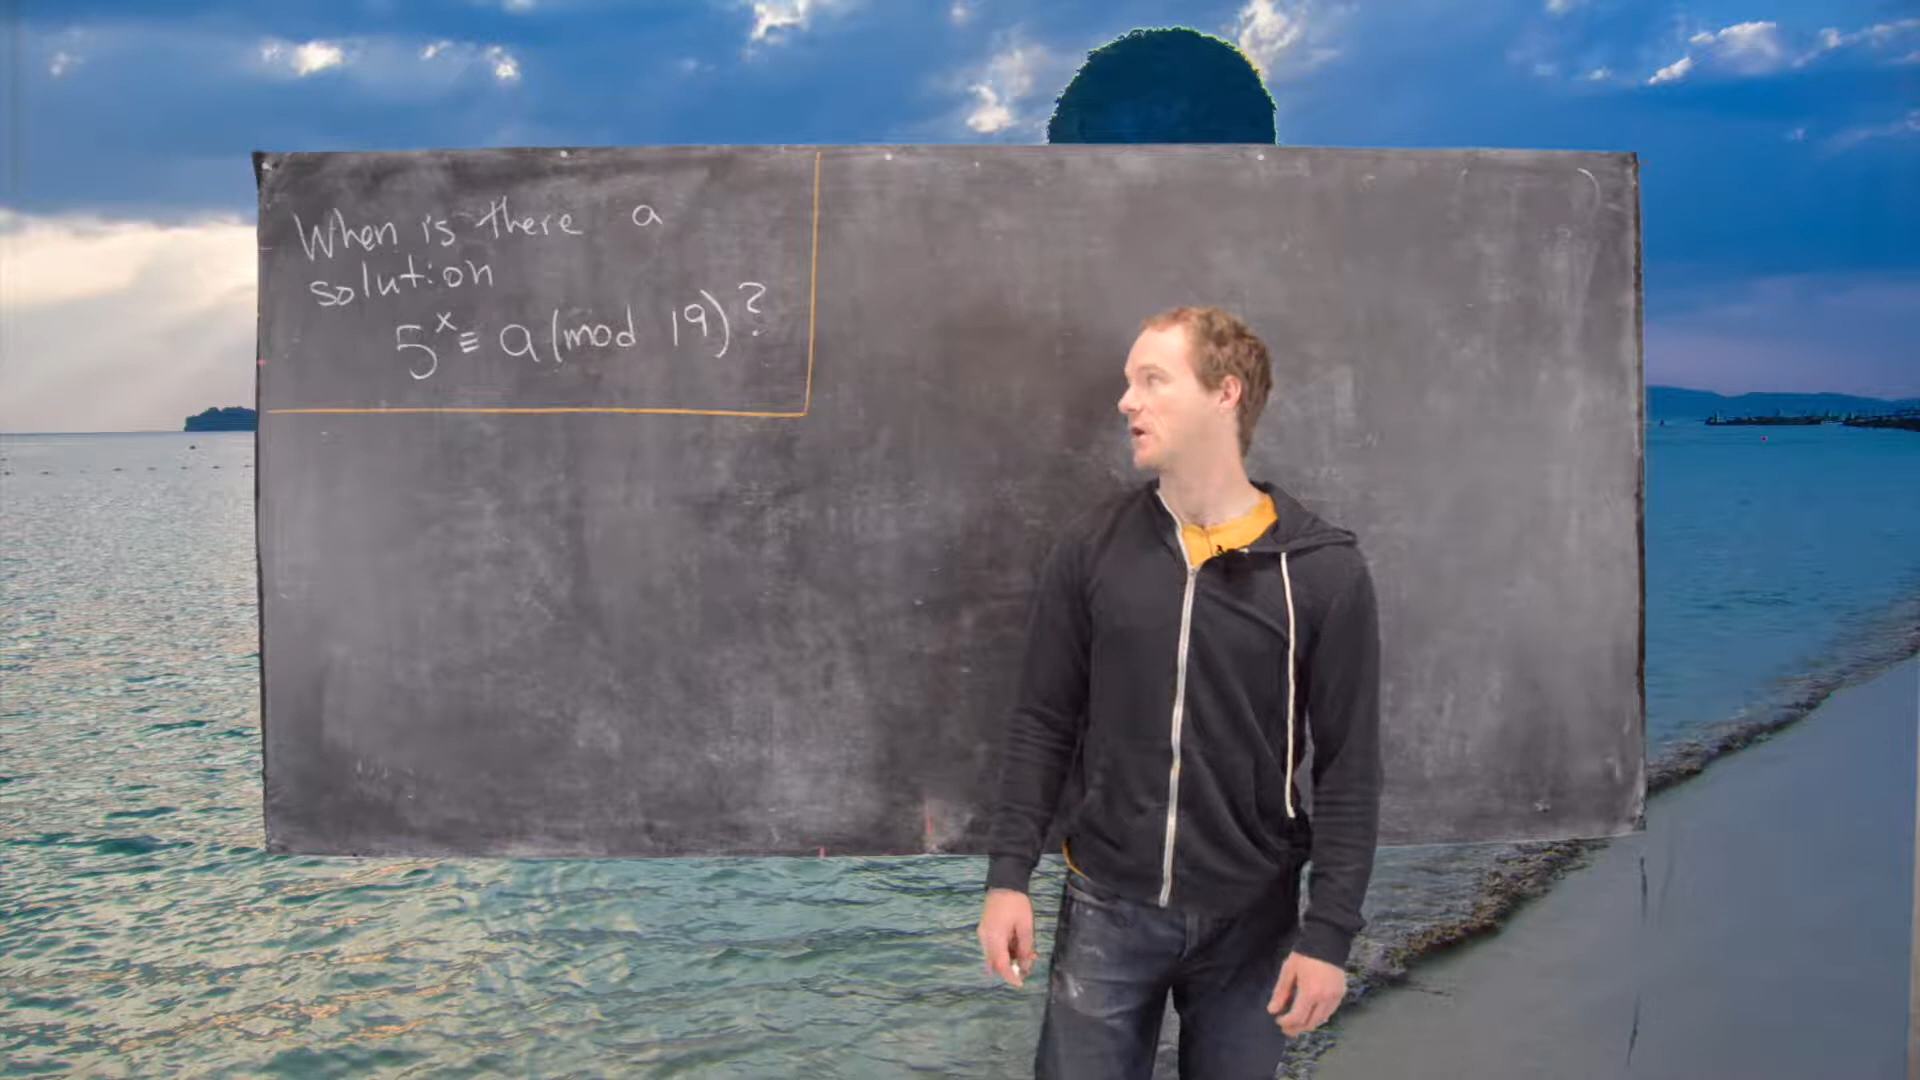 When is there a
solution
5^x ≡ a (mod 19)?